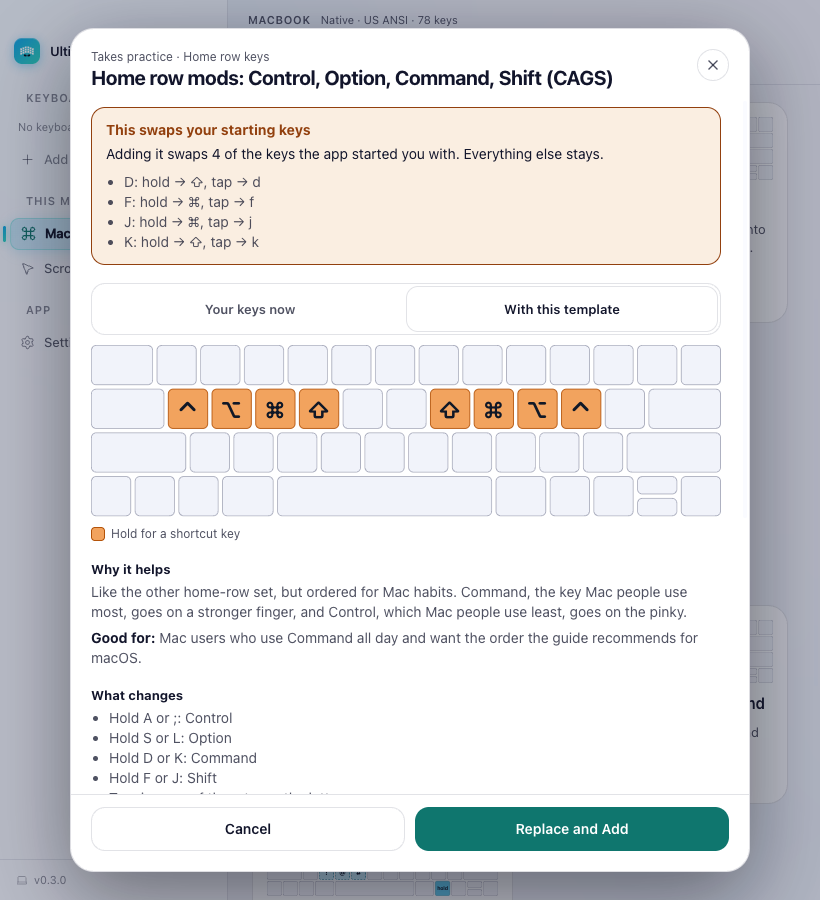 MACBOOK Native · US ANSI · 78 keys
Ulti
KEYBOA
No keyboa
Add
THIS M
Mac
Scro
APP
Setti
v0.3.0
Takes practice · Home row keys
Home row mods: Control, Option, Command, Shift (CAGS)
This swaps your starting keys
Adding it swaps 4 of the keys the app started you with. Everything else stays.
• D: hold → ⇧, tap → d
• F: hold → ⌘, tap → f
• J: hold → ⌘, tap → j
• K: hold → ⇧, tap → k
Your keys now
With this template
⌃ ⌥ ⌘ ⇧ ⇧ ⌘ ⌥ ⌃
Hold for a shortcut key
Why it helps
Like the other home-row set, but ordered for Mac habits. Command, the key Mac people use
most, goes on a stronger finger, and Control, which Mac people use least, goes on the pinky.
Good for: Mac users who use Command all day and want the order the guide recommends for
macOS.
What changes
• Hold A or ;: Control
• Hold S or L: Option
• Hold D or K: Command
• Hold F or J: Shift
Cancel
Replace and Add
nto
nd
d